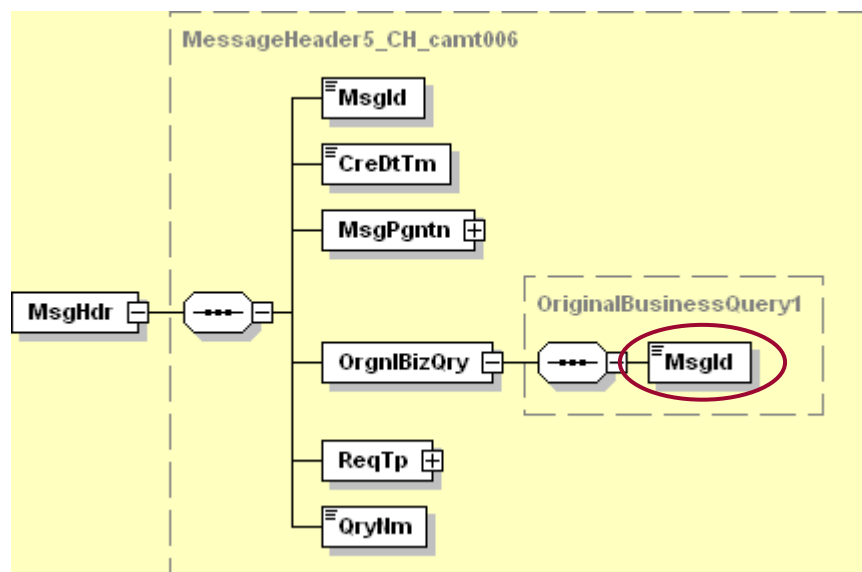 MessageHeader5_CH_camt006
MsgId
CreDtTm
MsgPgntn
MsgHdr
OriginalBusinessQuery1
OrgnlBizQry
MsgId
ReqTp
QryNm